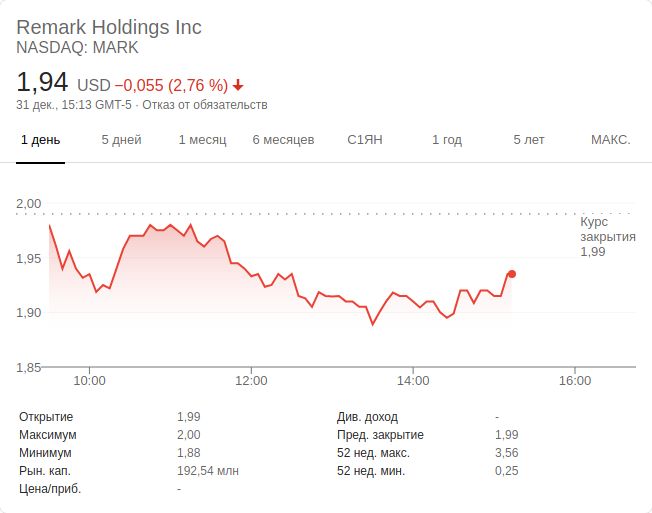 Remark Holdings Inc
NASDAQ: MARK
1,94 USD −0,055 (2,76 %)
31 дек., 15:13 GMT-5 · Отказ от обязательств
1 день 5 дней 1 месяц 6 месяцев С1ЯН 1 год 5 лет МАКС.
2,00
Курс
закрытия
1,99
1,95
1,90
1,85
10:00 12:00 14:00 16:00
Открытие 1,99 Див. доход -
Максимум 2,00 Пред. закрытие 1,99
Минимум 1,88 52 нед. макс. 3,56
Рын. кап. 192,54 млн 52 нед. мин. 0,25
Цена/приб. -